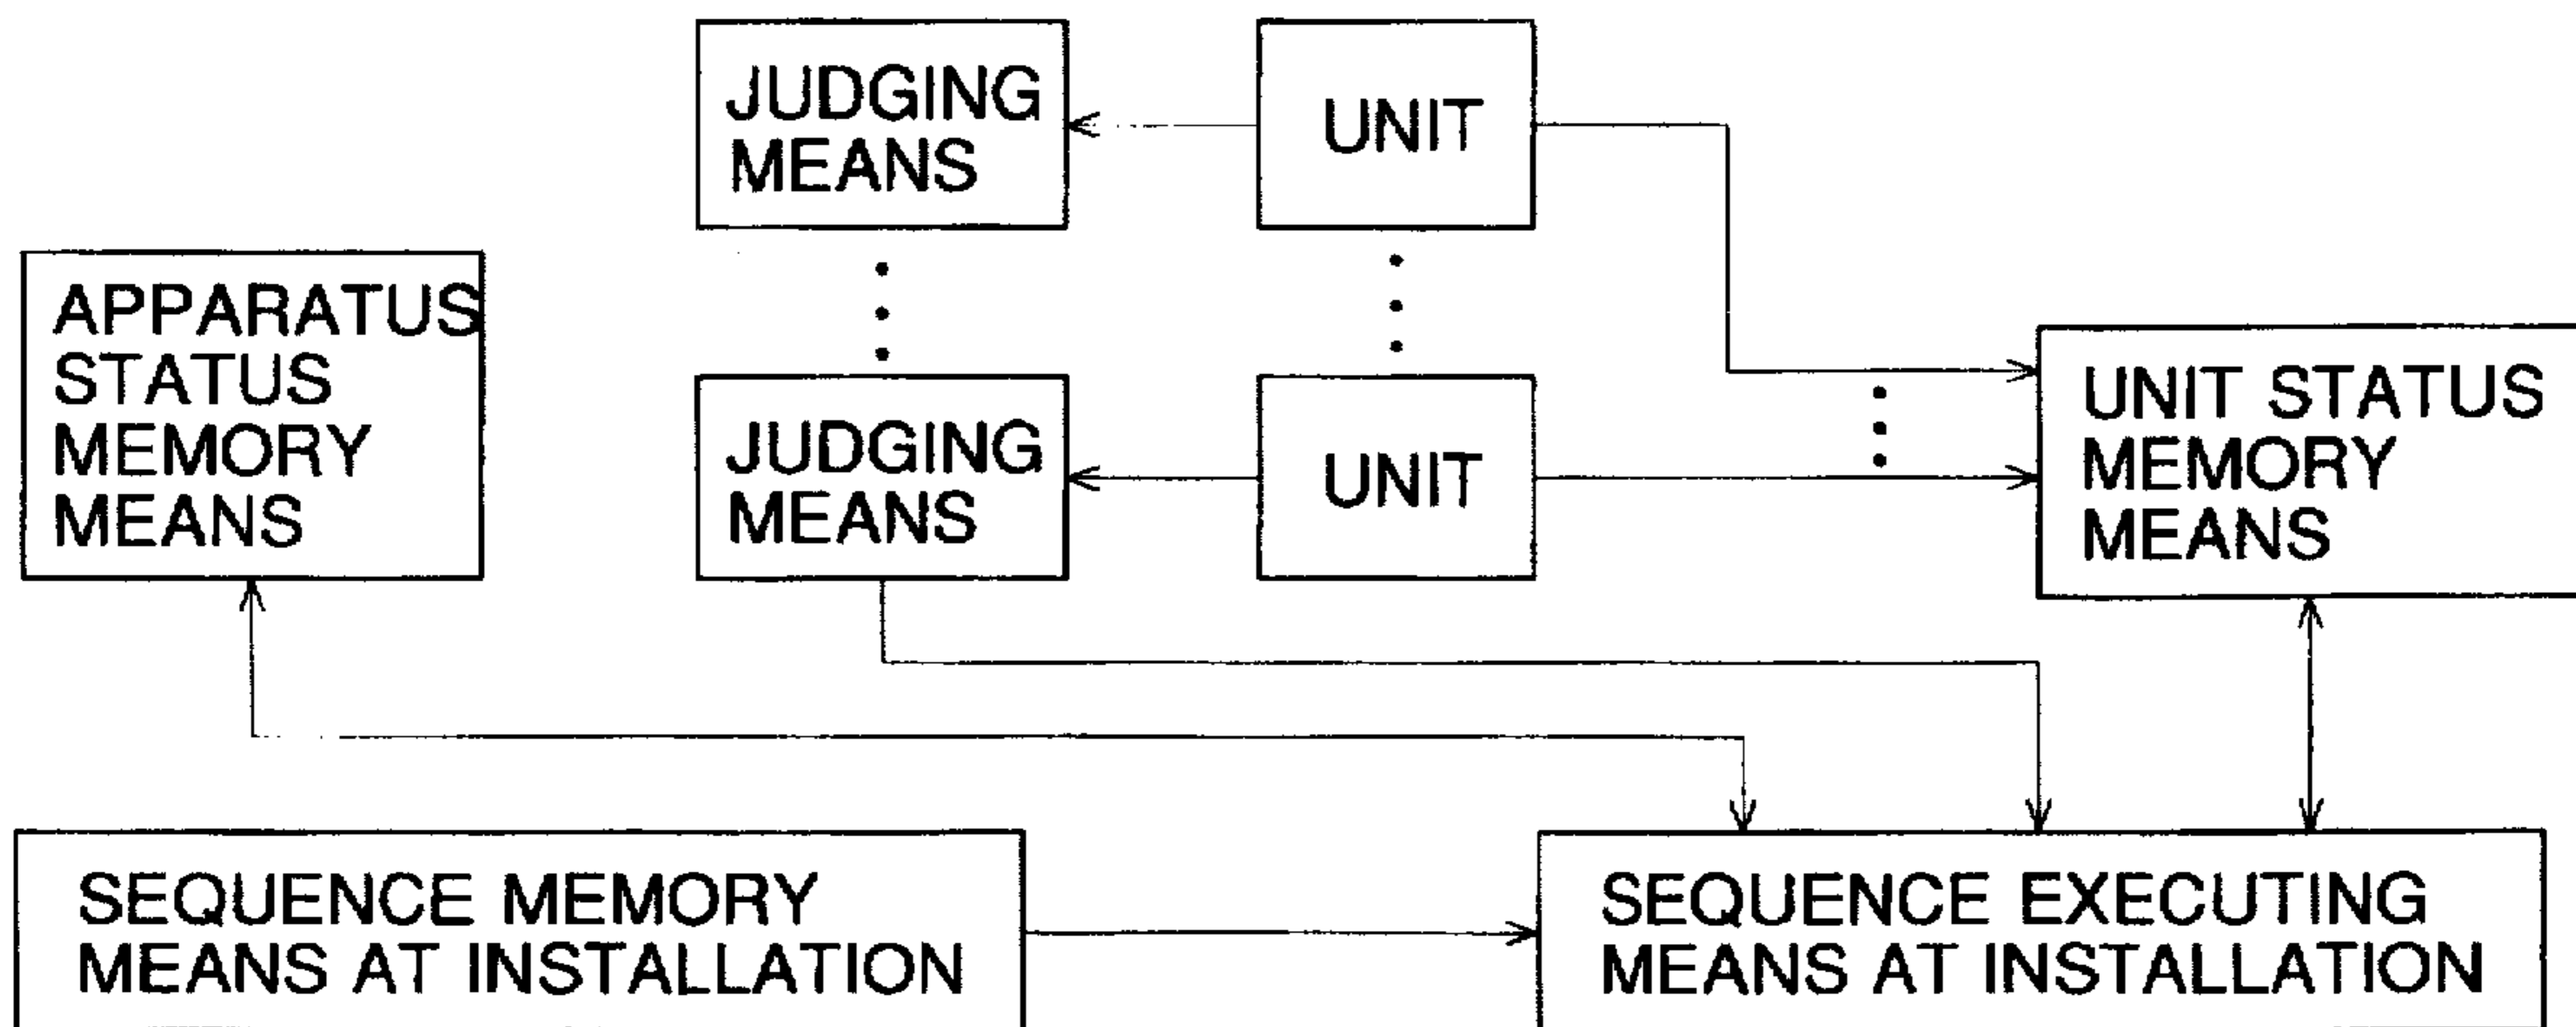 JUDGING
MEANS
UNIT
APPARATUS
STATUS
MEMORY
MEANS
JUDGING
MEANS
UNIT
UNIT STATUS
MEMORY
MEANS
SEQUENCE MEMORY
MEANS AT INSTALLATION
SEQUENCE EXECUTING
MEANS AT INSTALLATION